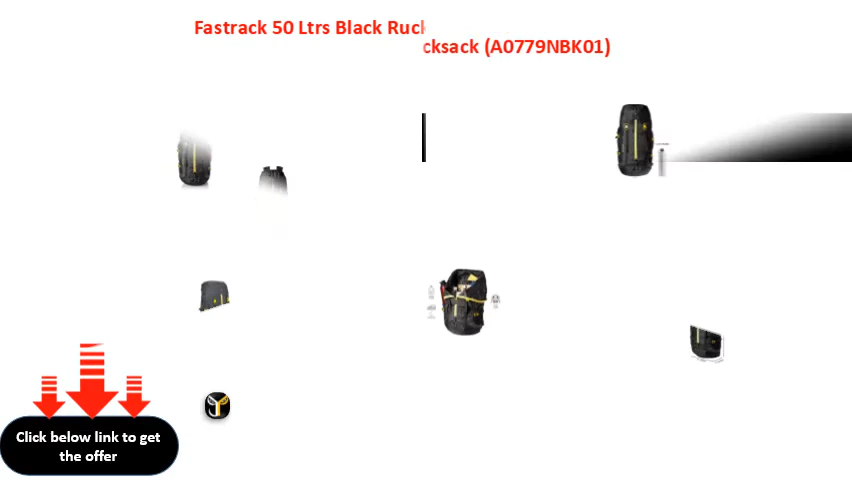 Fastrack 50 Ltrs Black Ruck
cksack (A0779NBK01)
Click below link to get
the offer